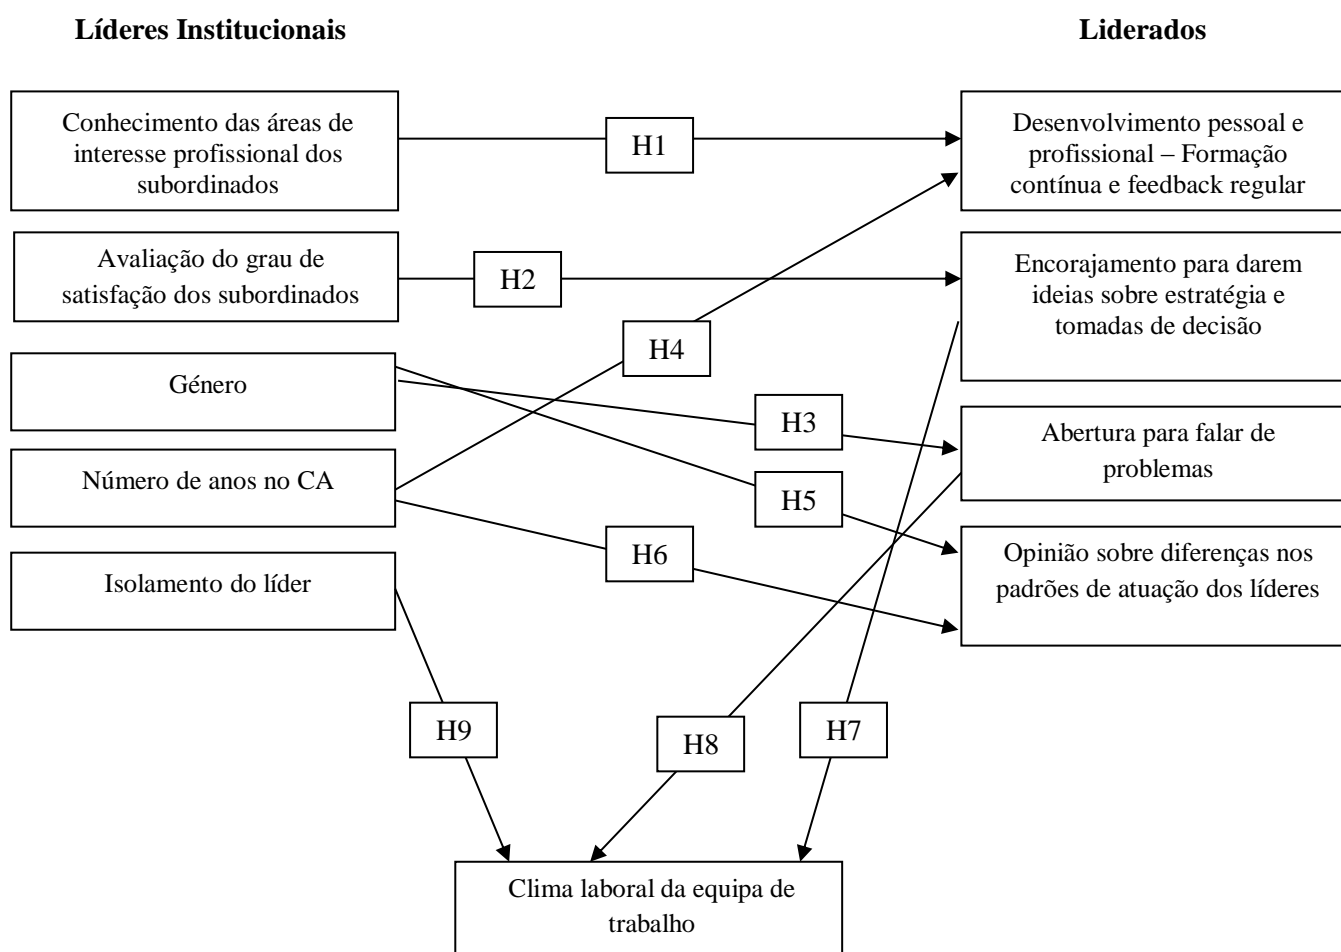 Líderes Institucionais
Liderados
Conhecimento das áreas de
interesse profissional dos
subordinados
H1
Desenvolvimento pessoal e
profissional – Formação
contínua e feedback regular
Avaliação do grau de
satisfação dos subordinados
H2
Encorajamento para darem
ideias sobre estratégia e
tomadas de decisão
H4
Género
H3
Abertura para falar de
problemas
Número de anos no CA
H5
H6
Opinião sobre diferenças nos
padrões de atuação dos líderes
Isolamento do líder
H9
H8
H7
Clima laboral da equipa de
trabalho